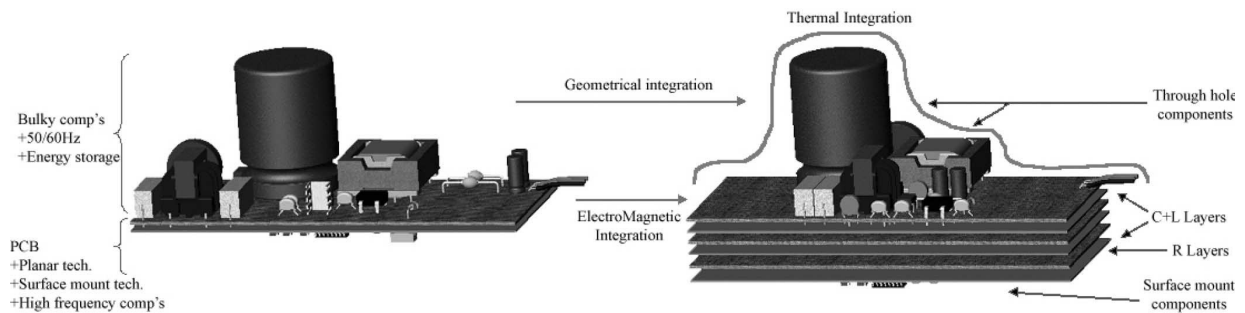 Thermal Integration
Geometrical integration
Bulky comp's
+50/60Hz
+Energy storage
Through hole
components
ElectroMagnetic
Integration
C+L Layers
PCB
+Planar tech.
+Surface mount tech.
+High frequency comp's
R Layers
Surface mount
components